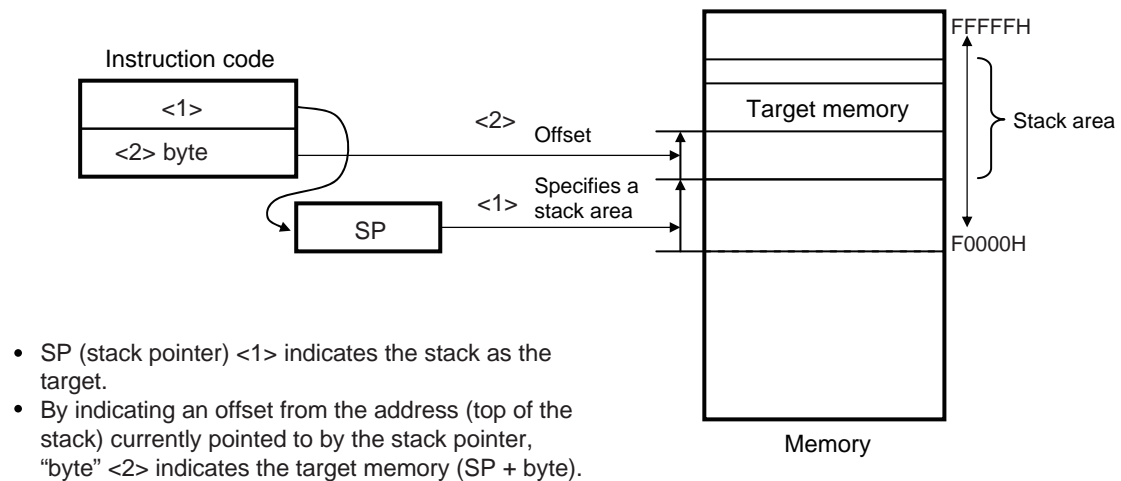 FFFFFH
Instruction code
<1>
<2> byte
<2>
Offset
Target memory
Stack area
<1>
Specifies a
stack area
SP
F0000H
• SP (stack pointer) <1> indicates the stack as the
target.
• By indicating an offset from the address (top of the
stack) currently pointed to by the stack pointer,
“byte” <2> indicates the target memory (SP + byte).
Memory